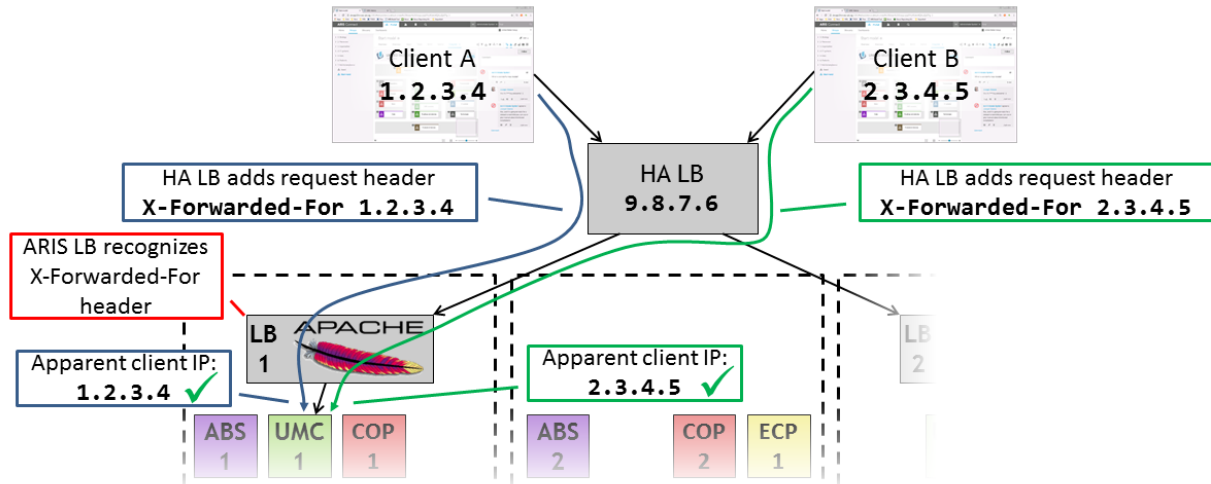 Client A
1.2.3.4
Client B
2.3.4.5
HA LB
9.8.7.6
HA LB adds request header
X-Forwarded-For 1.2.3.4
HA LB adds request header
X-Forwarded-For 2.3.4.5
ARIS LB recognizes
X-Forwarded-For
header
LB
1
APACHE
LB
2
Apparent client IP:
1.2.3.4
Apparent client IP:
2.3.4.5
ABS
1
UMC
1
COP
1
ABS
2
COP
2
ECP
1